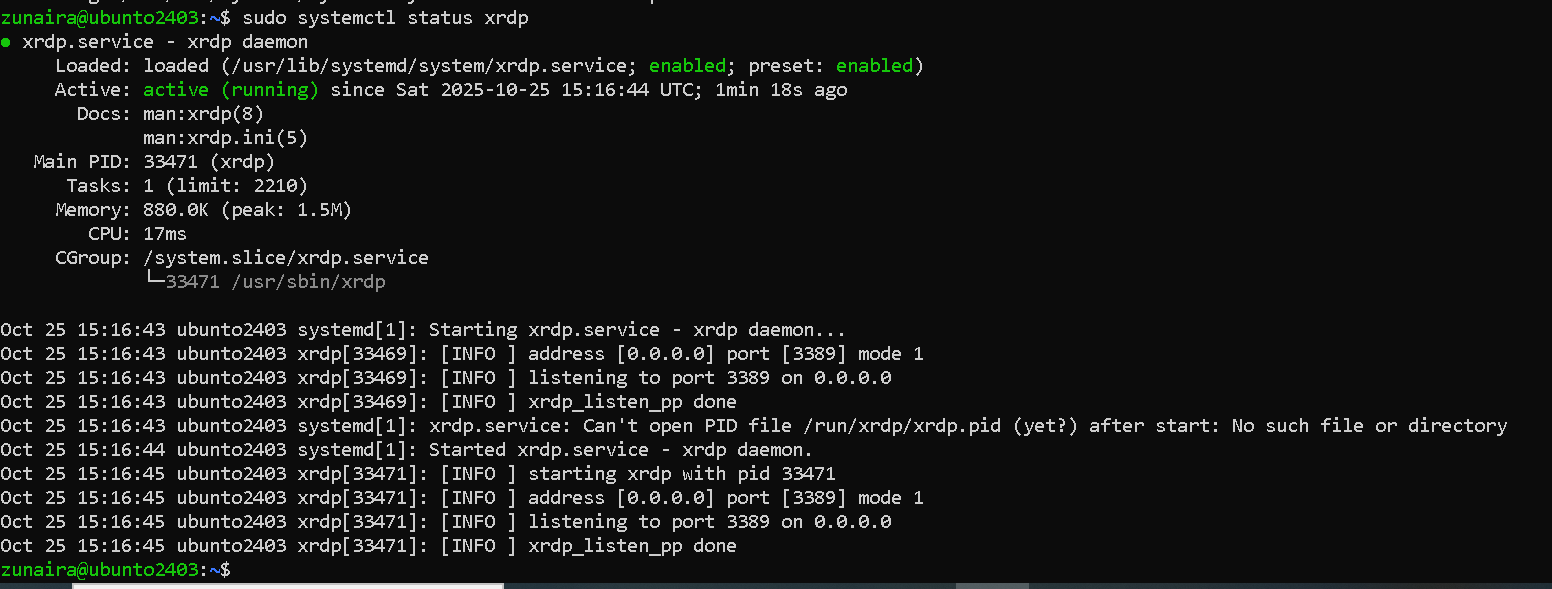 zunaira@ubunto2403:~$ sudo systemctl status xrdp
● xrdp.service - xrdp daemon
     Loaded: loaded (/usr/lib/systemd/system/xrdp.service; enabled; preset: enabled)
     Active: active (running) since Sat 2025-10-25 15:16:44 UTC; 1min 18s ago
       Docs: man:xrdp(8)
             man:xrdp.ini(5)
   Main PID: 33471 (xrdp)
      Tasks: 1 (limit: 2210)
     Memory: 880.0K (peak: 1.5M)
        CPU: 17ms
     CGroup: /system.slice/xrdp.service
             └─33471 /usr/sbin/xrdp

Oct 25 15:16:43 ubunto2403 systemd[1]: Starting xrdp.service - xrdp daemon...
Oct 25 15:16:43 ubunto2403 xrdp[33469]: [INFO ] address [0.0.0.0] port [3389] mode 1
Oct 25 15:16:43 ubunto2403 xrdp[33469]: [INFO ] listening to port 3389 on 0.0.0.0
Oct 25 15:16:43 ubunto2403 xrdp[33469]: [INFO ] xrdp_listen_pp done
Oct 25 15:16:43 ubunto2403 systemd[1]: xrdp.service: Can't open PID file /run/xrdp/xrdp.pid (yet?) after start: No such file or directory
Oct 25 15:16:44 ubunto2403 systemd[1]: Started xrdp.service - xrdp daemon.
Oct 25 15:16:45 ubunto2403 xrdp[33471]: [INFO ] starting xrdp with pid 33471
Oct 25 15:16:45 ubunto2403 xrdp[33471]: [INFO ] address [0.0.0.0] port [3389] mode 1
Oct 25 15:16:45 ubunto2403 xrdp[33471]: [INFO ] listening to port 3389 on 0.0.0.0
Oct 25 15:16:45 ubunto2403 xrdp[33471]: [INFO ] xrdp_listen_pp done
zunaira@ubunto2403:~$